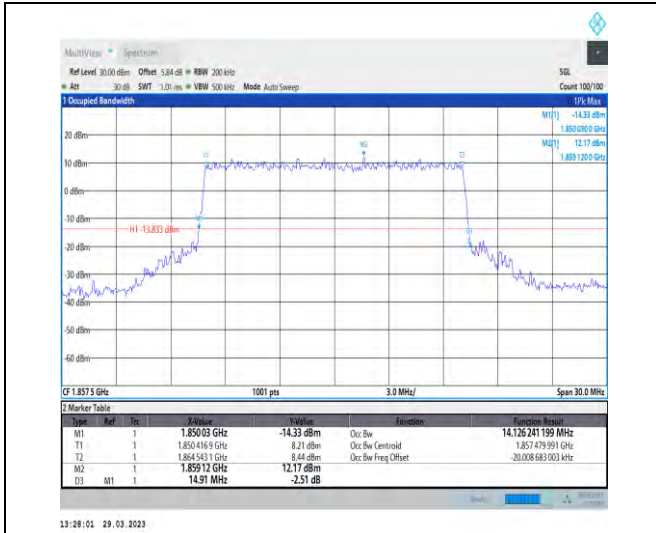 MultiView Spectrum
Ref Level 30.00 dBm Offset 5.84 dB RBW 200 kHz SGL
Att 30 dB SWT 1.01 ms VBW 500 kHz Mode Auto Sweep Count 100/100
1 Occupied Bandwidth 1Pk Max
M1[1] -14.33 dBm
1.850 030 0 GHz
M2[1] 12.17 dBm
1.859 120 0 GHz
20 dBm
M2
T1 T2
10 dBm
0 dBm
-10 dBm
H1 -13.833 dBm
-20 dBm
-30 dBm
-40 dBm
-50 dBm
-60 dBm
CF 1.857 5 GHz 1001 pts 3.0 MHz/ Span 30.0 MHz
2 Marker Table
Type Ref Trc X-Value Y-Value Function Function Result
M1 1 1.85003 GHz -14.33 dBm Occ Bw 14.126 241 199 MHz
T1 1 1.850 416 9 GHz 8.21 dBm Occ Bw Centroid 1.857 479 991 GHz
T2 1 1.864 543 1 GHz 8.44 dBm Occ Bw Freq Offset -20.008 683 003 kHz
M2 1 1.859 12 GHz 12.17 dBm
D3 M1 1 14.91 MHz -2.51 dB
13:28:01 29.03.2023